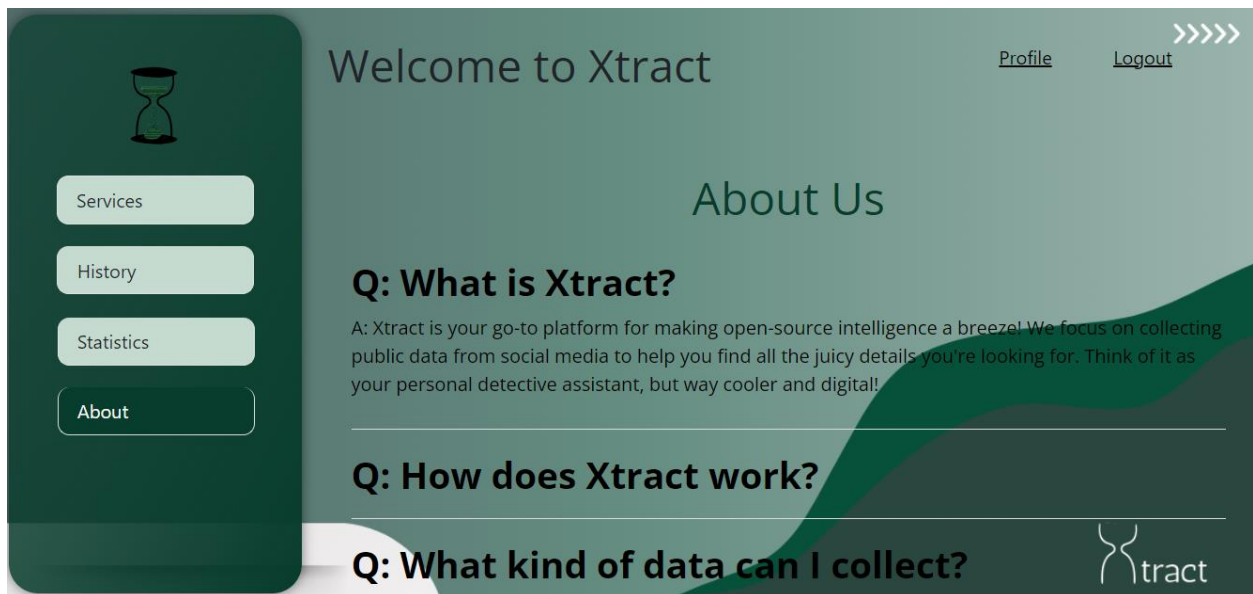 Welcome to Xtract
Profile
Logout
Services
History
Statistics
About
About Us
Q: What is Xtract?
A: Xtract is your go-to platform for making open-source intelligence a breeze! We focus on collecting
public data from social media to help you find all the juicy details you're looking for. Think of it as
your personal detective assistant, but way cooler and digital!
Q: How does Xtract work?
Q: What kind of data can I collect?
Xtract